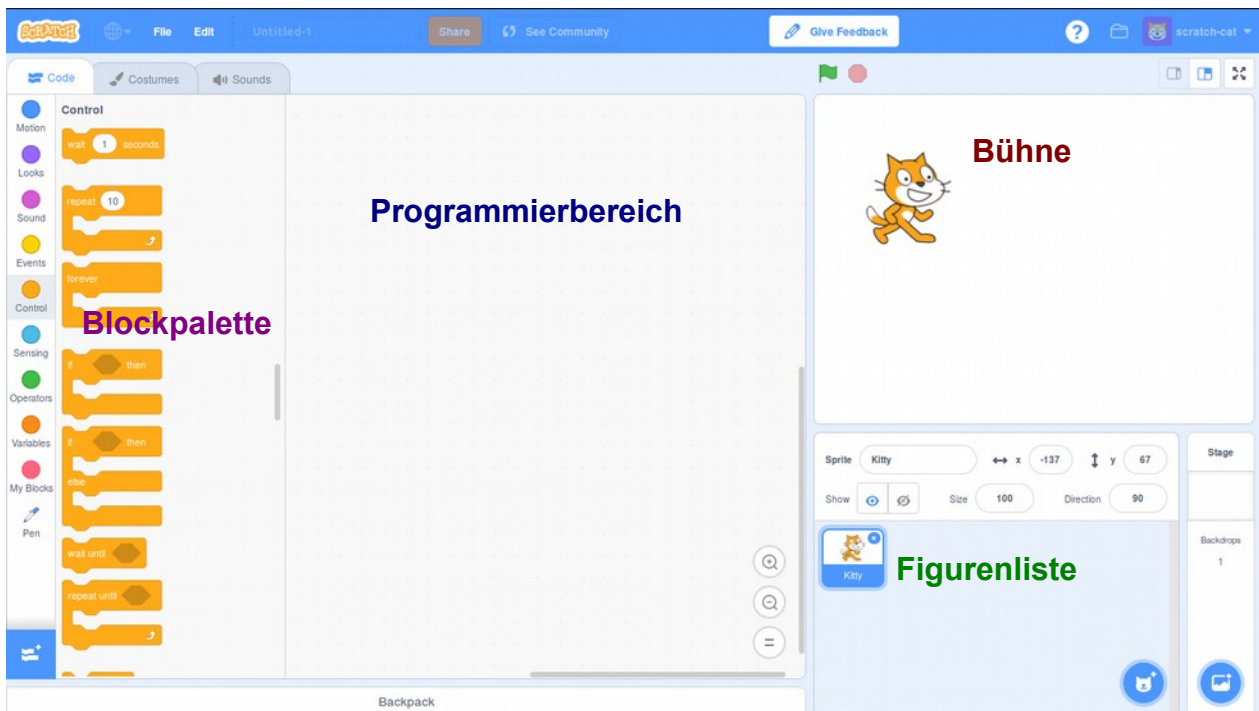 SCRATCH File Edit Untitled-1 Share See Community Give Feedback ? scratch-cat
Code Costumes Sounds
Motion
Looks
Sound
Events
Control
Sensing
Operators
Variables
My Blocks
Pen
Control
wait 1 seconds
repeat 10
forever
if then
if then
else
wait until
repeat until
Blockpalette
Programmierbereich
Backpack
Bühne
Sprite Kitty x -137 y 67
Show Size 100 Direction 90
Kitty
Figurenliste
Stage
Backdrops
1